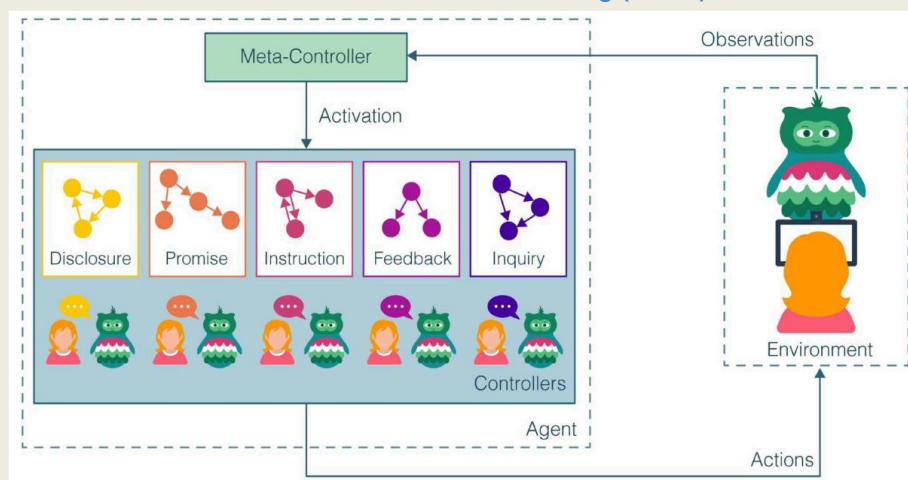 Meta-Controller
Observations
Activation
Disclosure
Promise
Instruction
Feedback
Inquiry
Controllers
Environment
Agent
Actions